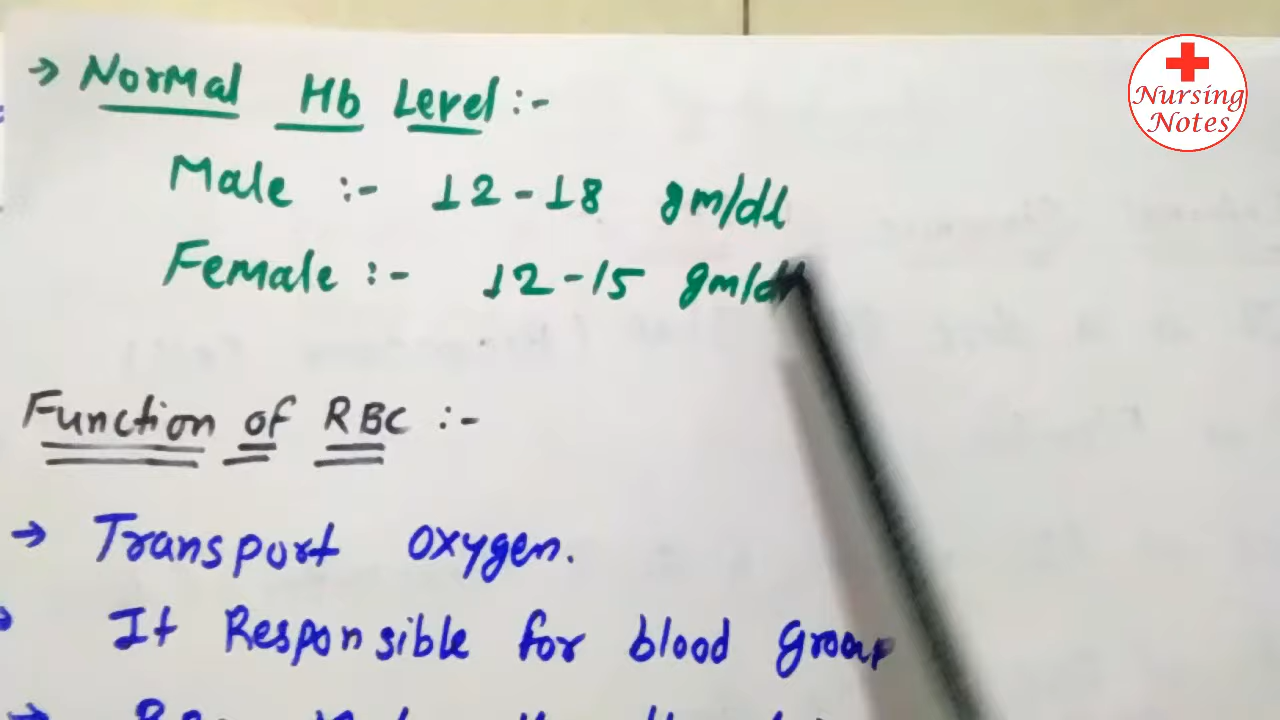 → Normal Hb Level :-
Male :- 12-18 gm/dl
Female :- 12-15 gm/dl
Function of RBC :-
→ Transport oxygen.
It Responsible for blood group
Nursing
Notes